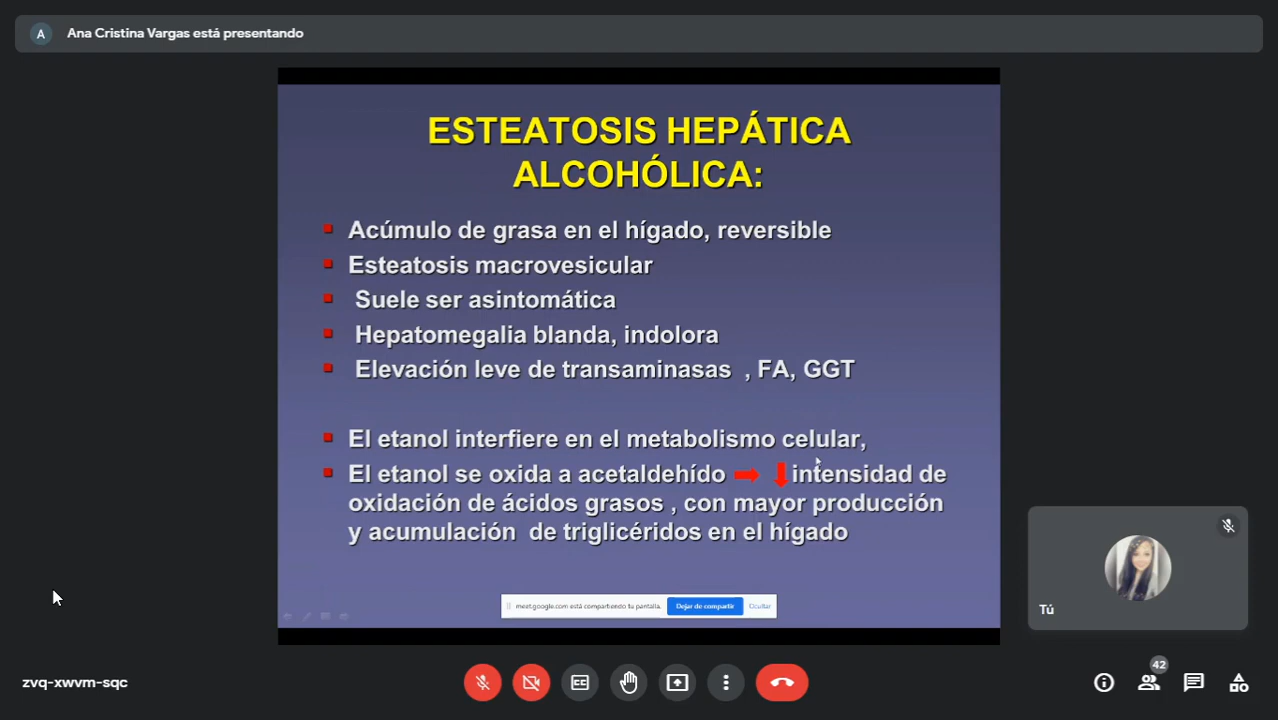 A
Ana Cristina Vargas está presentando
ESTEATOSIS HEPÁTICA
ALCOHÓLICA:
Acúmulo de grasa en el hígado, reversible
Esteatosis macrovesicular
Suele ser asintomática
Hepatomegalia blanda, indolora
Elevación leve de transaminasas , FA, GGT
El etanol interfiere en el metabolismo celular,
El etanol se oxida a acetaldehído intensidad de
oxidación de ácidos grasos , con mayor producción
y acumulación de triglicéridos en el hígado
meet.google.com está compartiendo tu pantalla. Dejar de compartir Ocultar
Tú
zvq-xwvm-sqc
CC
42